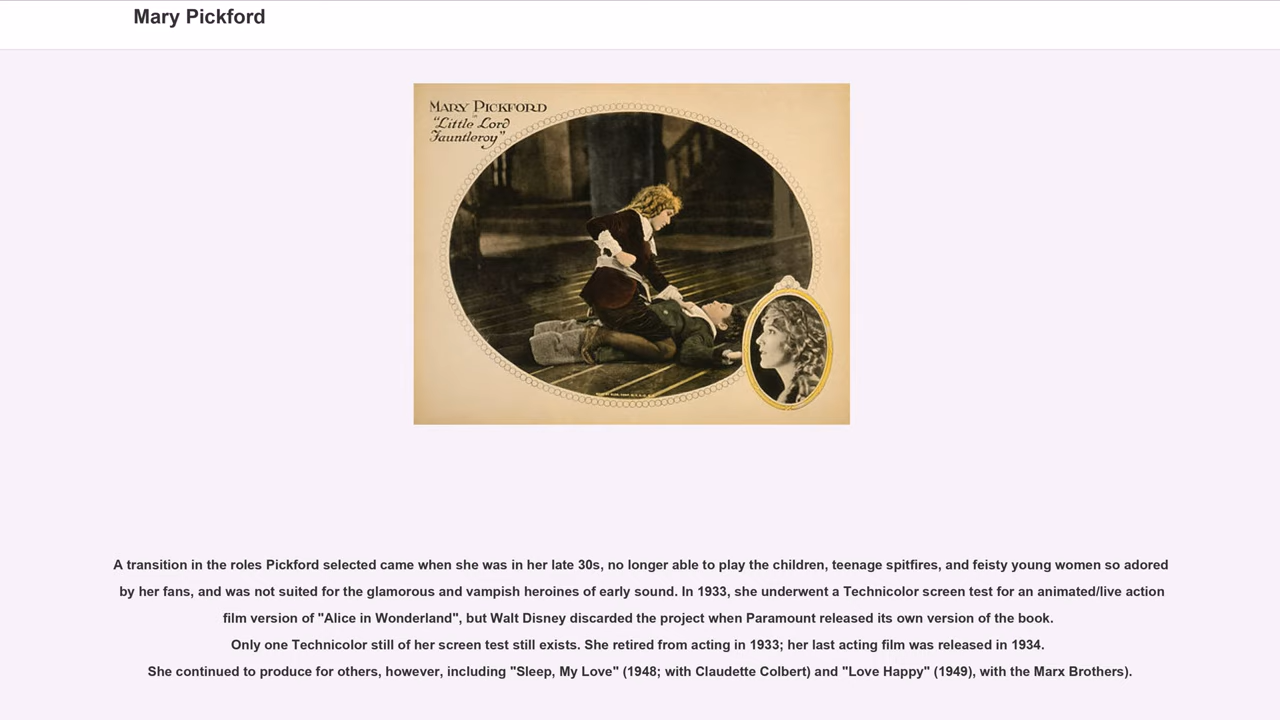 Mary Pickford
MARY PICKFORD
in
"Little Lord
Fauntleroy"
A transition in the roles Pickford selected came when she was in her late 30s, no longer able to play the children, teenage spitfires, and feisty young women so adored
by her fans, and was not suited for the glamorous and vampish heroines of early sound. In 1933, she underwent a Technicolor screen test for an animated/live action
film version of "Alice in Wonderland", but Walt Disney discarded the project when Paramount released its own version of the book.
Only one Technicolor still of her screen test still exists. She retired from acting in 1933; her last acting film was released in 1934.
She continued to produce for others, however, including "Sleep, My Love" (1948; with Claudette Colbert) and "Love Happy" (1949), with the Marx Brothers).